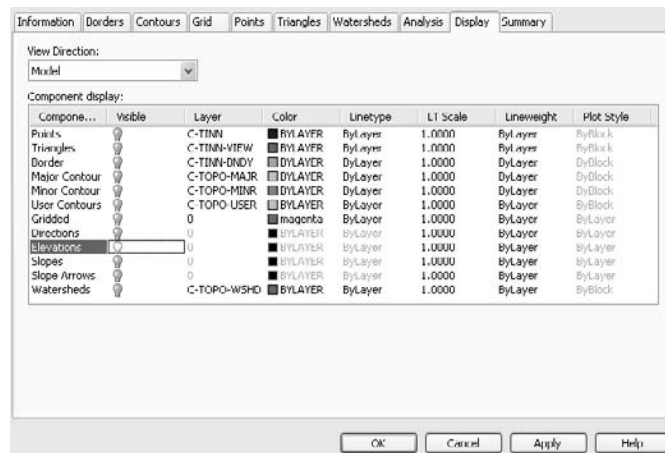 Information Borders Contours Grid Points Triangles Watersheds Analysis Display Summary
View Direction:
Model
Component display:
Compone... Visible Layer Color Linetype LT Scale Lineweight Plot Style
Points C-TINN BYLAYER ByLayer 1.0000 ByLayer ByBlock
Triangles C-TINN-VIEW BYLAYER ByLayer 1.0000 ByLayer ByBlock
Border C-TINN-BNDY BYLAYER ByLayer 1.0000 ByLayer ByBlock
Major Contour C-TOPO-MAJR BYLAYER ByLayer 1.0000 ByLayer ByBlock
Minor Contour C-TOPO-MINR BYLAYER ByLayer 1.0000 ByLayer ByBlock
User Contours C-TOPO-USER BYLAYER ByLayer 1.0000 ByLayer ByBlock
Gridded 0 magenta ByLayer 1.0000 ByLayer ByLayer
Directions 0 BYLAYER ByLayer 1.0000 ByLayer ByLayer
Elevations 0 BYLAYER ByLayer 1.0000 ByLayer ByLayer
Slopes 0 BYLAYER ByLayer 1.0000 ByLayer ByLayer
Slope Arrows 0 BYLAYER ByLayer 1.0000 ByLayer ByLayer
Watersheds C-TOPO-WSHD BYLAYER ByLayer 1.0000 ByLayer ByBlock
OK Cancel Apply Help